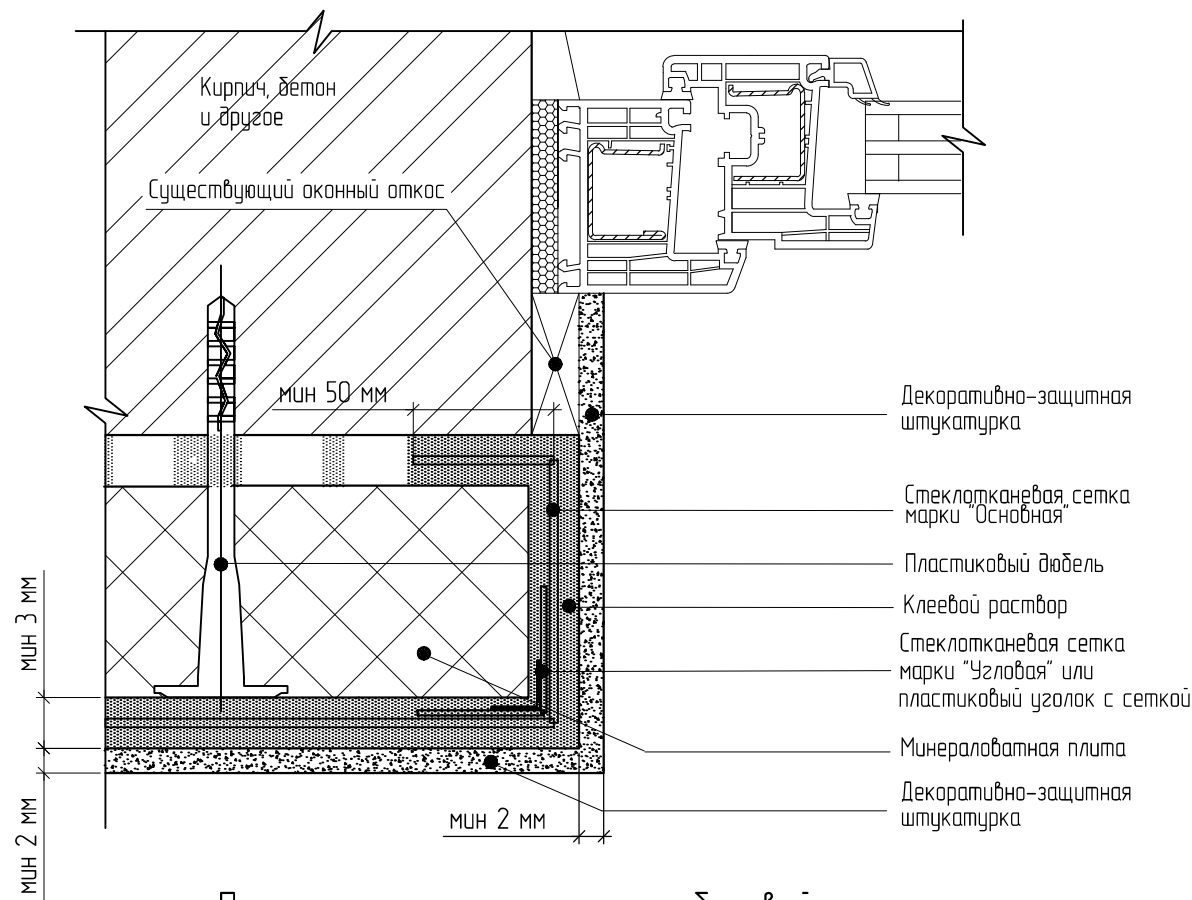 Кирпич, бетон
и другое
Существующий оконный откос
мин 50 мм
Декоративно-защитная
штукатурка
Стеклотканевая сетка
марки "Основная"
Пластиковый дюбель
Клеевой раствор
Стеклотканевая сетка
марки "Угловая" или
пластиковый уголок с сеткой
Минераловатная плита
Декоративно-защитная
штукатурка
мин 3 мм
мин 2 мм
мин 2 мм